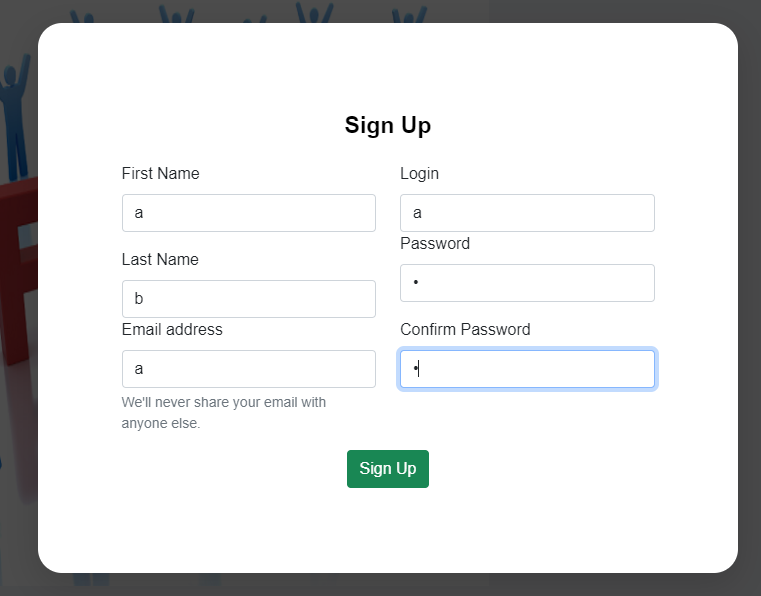 Sign Up
First Name
a
Last Name
b
Email address
a
We'll never share your email with
anyone else.
Login
a
Password
•
Confirm Password
•
Sign Up